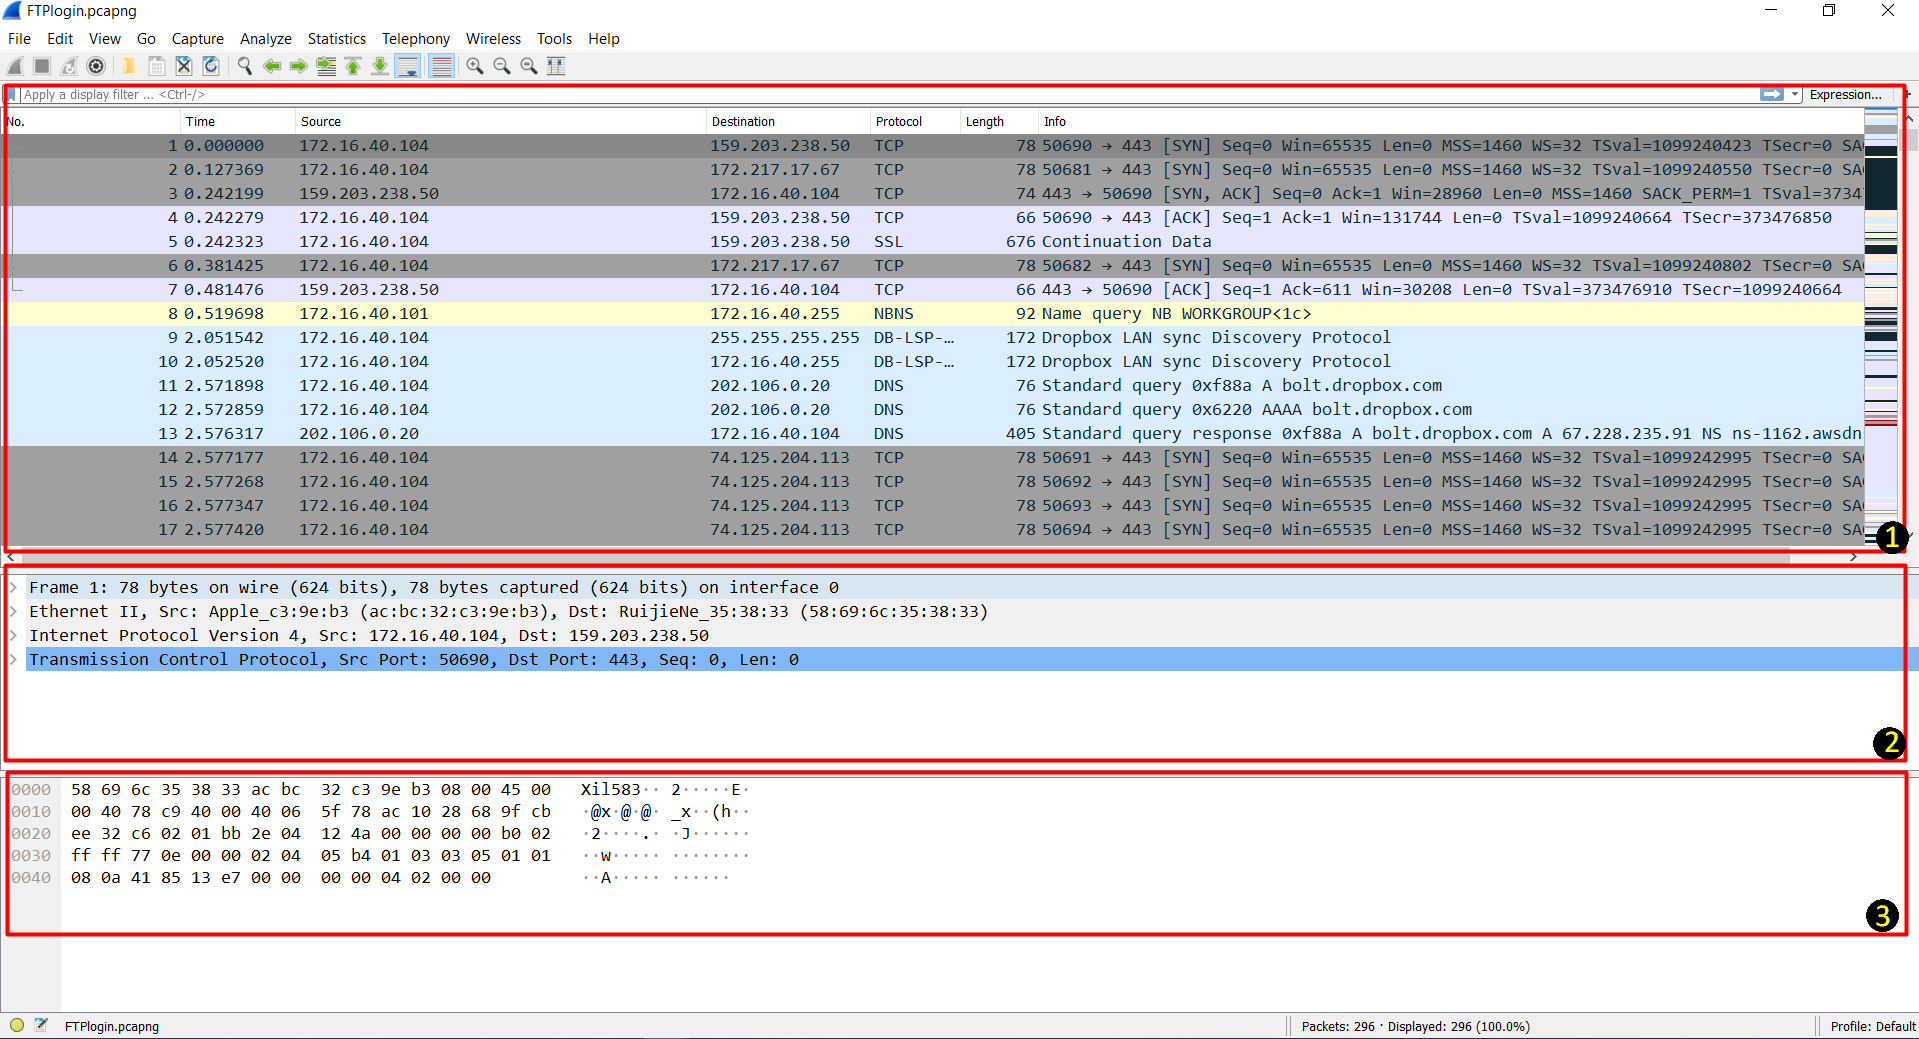 FTPlogin.pcapng
File Edit View Go Capture Analyze Statistics Telephony Wireless Tools Help
Apply a display filter ... <Ctrl-/> Expression... +
No. Time Source Destination Protocol Length Info
1 0.000000 172.16.40.104 159.203.238.50 TCP 78 50690 → 443 [SYN] Seq=0 Win=65535 Len=0 MSS=1460 WS=32 TSval=1099240423 TSecr=0 SA
2 0.127369 172.16.40.104 172.217.17.67 TCP 78 50681 → 443 [SYN] Seq=0 Win=65535 Len=0 MSS=1460 WS=32 TSval=1099240550 TSecr=0 SA
3 0.242199 159.203.238.50 172.16.40.104 TCP 74 443 → 50690 [SYN, ACK] Seq=0 Ack=1 Win=28960 Len=0 MSS=1460 SACK_PERM=1 TSval=3734
4 0.242279 172.16.40.104 159.203.238.50 TCP 66 50690 → 443 [ACK] Seq=1 Ack=1 Win=131744 Len=0 TSval=1099240664 TSecr=373476850
5 0.242323 172.16.40.104 159.203.238.50 SSL 676 Continuation Data
6 0.381425 172.16.40.104 172.217.17.67 TCP 78 50682 → 443 [SYN] Seq=0 Win=65535 Len=0 MSS=1460 WS=32 TSval=1099240802 TSecr=0 SA
7 0.481476 159.203.238.50 172.16.40.104 TCP 66 443 → 50690 [ACK] Seq=1 Ack=611 Win=30208 Len=0 TSval=373476910 TSecr=1099240664
8 0.519698 172.16.40.101 172.16.40.255 NBNS 92 Name query NB WORKGROUP<1c>
9 2.051542 172.16.40.104 255.255.255.255 DB-LSP-… 172 Dropbox LAN sync Discovery Protocol
10 2.052520 172.16.40.104 172.16.40.255 DB-LSP-… 172 Dropbox LAN sync Discovery Protocol
11 2.571898 172.16.40.104 202.106.0.20 DNS 76 Standard query 0xf88a A bolt.dropbox.com
12 2.572859 172.16.40.104 202.106.0.20 DNS 76 Standard query 0x6220 AAAA bolt.dropbox.com
13 2.576317 202.106.0.20 172.16.40.104 DNS 405 Standard query response 0xf88a A bolt.dropbox.com A 67.228.235.91 NS ns-1162.awsdn
14 2.577177 172.16.40.104 74.125.204.113 TCP 78 50691 → 443 [SYN] Seq=0 Win=65535 Len=0 MSS=1460 WS=32 TSval=1099242995 TSecr=0 SA
15 2.577268 172.16.40.104 74.125.204.113 TCP 78 50692 → 443 [SYN] Seq=0 Win=65535 Len=0 MSS=1460 WS=32 TSval=1099242995 TSecr=0 SA
16 2.577347 172.16.40.104 74.125.204.113 TCP 78 50693 → 443 [SYN] Seq=0 Win=65535 Len=0 MSS=1460 WS=32 TSval=1099242995 TSecr=0 SA
17 2.577420 172.16.40.104 74.125.204.113 TCP 78 50694 → 443 [SYN] Seq=0 Win=65535 Len=0 MSS=1460 WS=32 TSval=1099242995 TSecr=0 SA
1
Frame 1: 78 bytes on wire (624 bits), 78 bytes captured (624 bits) on interface 0
Ethernet II, Src: Apple_c3:9e:b3 (ac:bc:32:c3:9e:b3), Dst: RuijieNe_35:38:33 (58:69:6c:35:38:33)
Internet Protocol Version 4, Src: 172.16.40.104, Dst: 159.203.238.50
Transmission Control Protocol, Src Port: 50690, Dst Port: 443, Seq: 0, Len: 0
2
0000 58 69 6c 35 38 33 ac bc 32 c3 9e b3 08 00 45 00 Xil583·· 2·····E·
0010 00 40 78 c9 40 00 40 06 5f 78 ac 10 28 68 9f cb ·@x·@·@· _x··(h··
0020 ee 32 c6 02 01 bb 2e 04 12 4a 00 00 00 00 b0 02 ·2····.· ·J······
0030 ff ff 77 0e 00 00 02 04 05 b4 01 03 03 05 01 01 ··w····· ········
0040 08 0a 41 85 13 e7 00 00 00 00 04 02 00 00 ··A····· ······
3
FTPlogin.pcapng Packets: 296 · Displayed: 296 (100.0%) Profile: Default